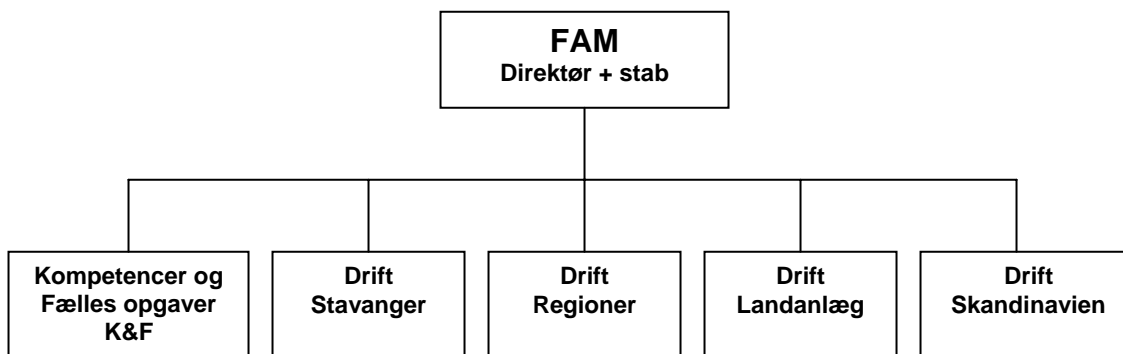 FAM
Direktør + stab
Kompetencer og
Fælles opgaver
K&F
Drift
Stavanger
Drift
Regioner
Drift
Landanlæg
Drift
Skandinavien